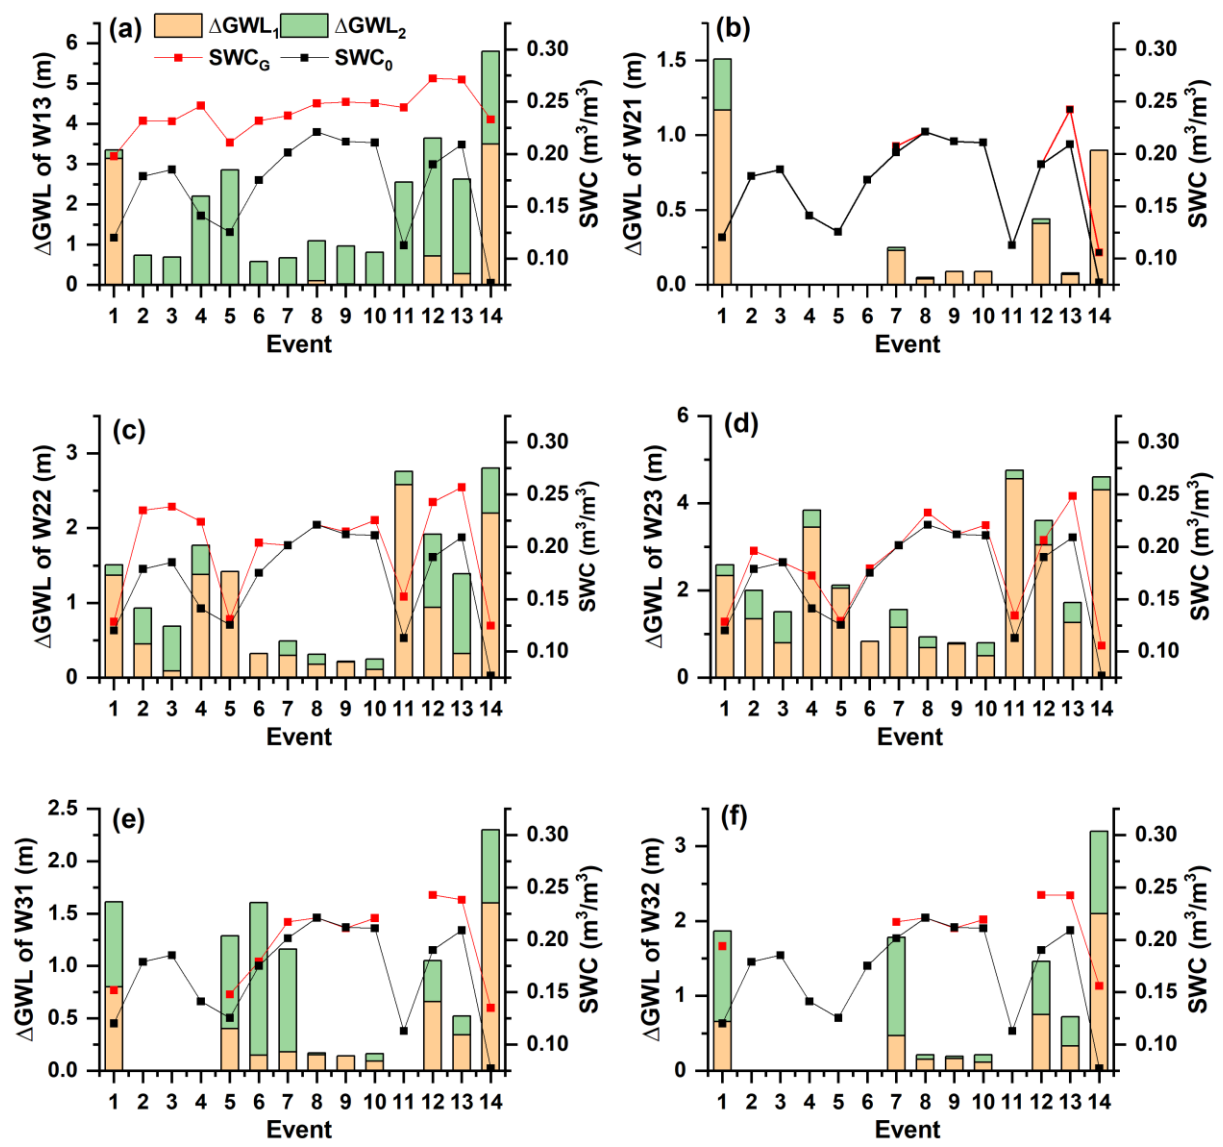 (a)
ΔGWL₁
ΔGWL₂
SWC_G
SWC₀
ΔGWL of W13 (m)
6
5
4
3
2
1
0
0.30
0.25
0.20
0.15
0.10
SWC (m³/m³)
1 2 3 4 5 6 7 8 9 10 11 12 13 14
Event
(b)
ΔGWL of W21 (m)
1.5
1.0
0.5
0.0
0.30
0.25
0.20
0.15
0.10
SWC (m³/m³)
1 2 3 4 5 6 7 8 9 10 11 12 13 14
Event
(c)
ΔGWL of W22 (m)
3
2
1
0
0.30
0.25
0.20
0.15
0.10
SWC (m³/m³)
1 2 3 4 5 6 7 8 9 10 11 12 13 14
Event
(d)
ΔGWL of W23 (m)
6
4
2
0
0.30
0.25
0.20
0.15
0.10
SWC (m³/m³)
1 2 3 4 5 6 7 8 9 10 11 12 13 14
Event
(e)
ΔGWL of W31 (m)
2.5
2.0
1.5
1.0
0.5
0.0
0.30
0.25
0.20
0.15
0.10
SWC (m³/m³)
1 2 3 4 5 6 7 8 9 10 11 12 13 14
Event
(f)
ΔGWL of W32 (m)
3
2
1
0
0.30
0.25
0.20
0.15
0.10
SWC (m³/m³)
1 2 3 4 5 6 7 8 9 10 11 12 13 14
Event